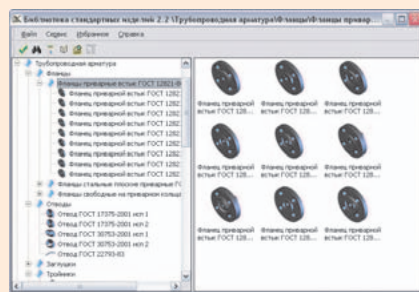 Библиотека стандартных изделий 2.2 \Трубопроводная арматура\Фланцы\Фланцы привар...
Файл Сервис Избранное Справка
Трубопроводная арматура
Фланцы
Фланцы приварные встык ГОСТ 12821-8
Фланец приварной встык ГОСТ 1282
Фланец приварной встык ГОСТ 1282
Фланец приварной встык ГОСТ 1282
Фланец приварной встык ГОСТ 1282
Фланец приварной встык ГОСТ 1282
Фланец приварной встык ГОСТ 1282
Фланец приварной встык ГОСТ 1282
Фланец приварной встык ГОСТ 1282
Фланец приварной встык ГОСТ 1282
Фланцы стальные плоские приварные ГО
Фланцы свободные на приварном кольце
Отводы
Отвод ГОСТ 17375-2001 исп 1
Отвод ГОСТ 17375-2001 исп 2
Отвод ГОСТ 30753-2001 исп 1
Отвод ГОСТ 30753-2001 исп 2
Отвод ГОСТ 22793-83
Заглушки
Тройники
Фланец приварной встык ГОСТ 128...
Фланец приварной встык ГОСТ 128...
Фланец приварной встык ГОСТ 128...
Фланец приварной встык ГОСТ 128...
Фланец приварной встык ГОСТ 128...
Фланец приварной встык ГОСТ 128...
Фланец приварной встык ГОСТ 128...
Фланец приварной встык ГОСТ 128...
Фланец приварной встык ГОСТ 128...